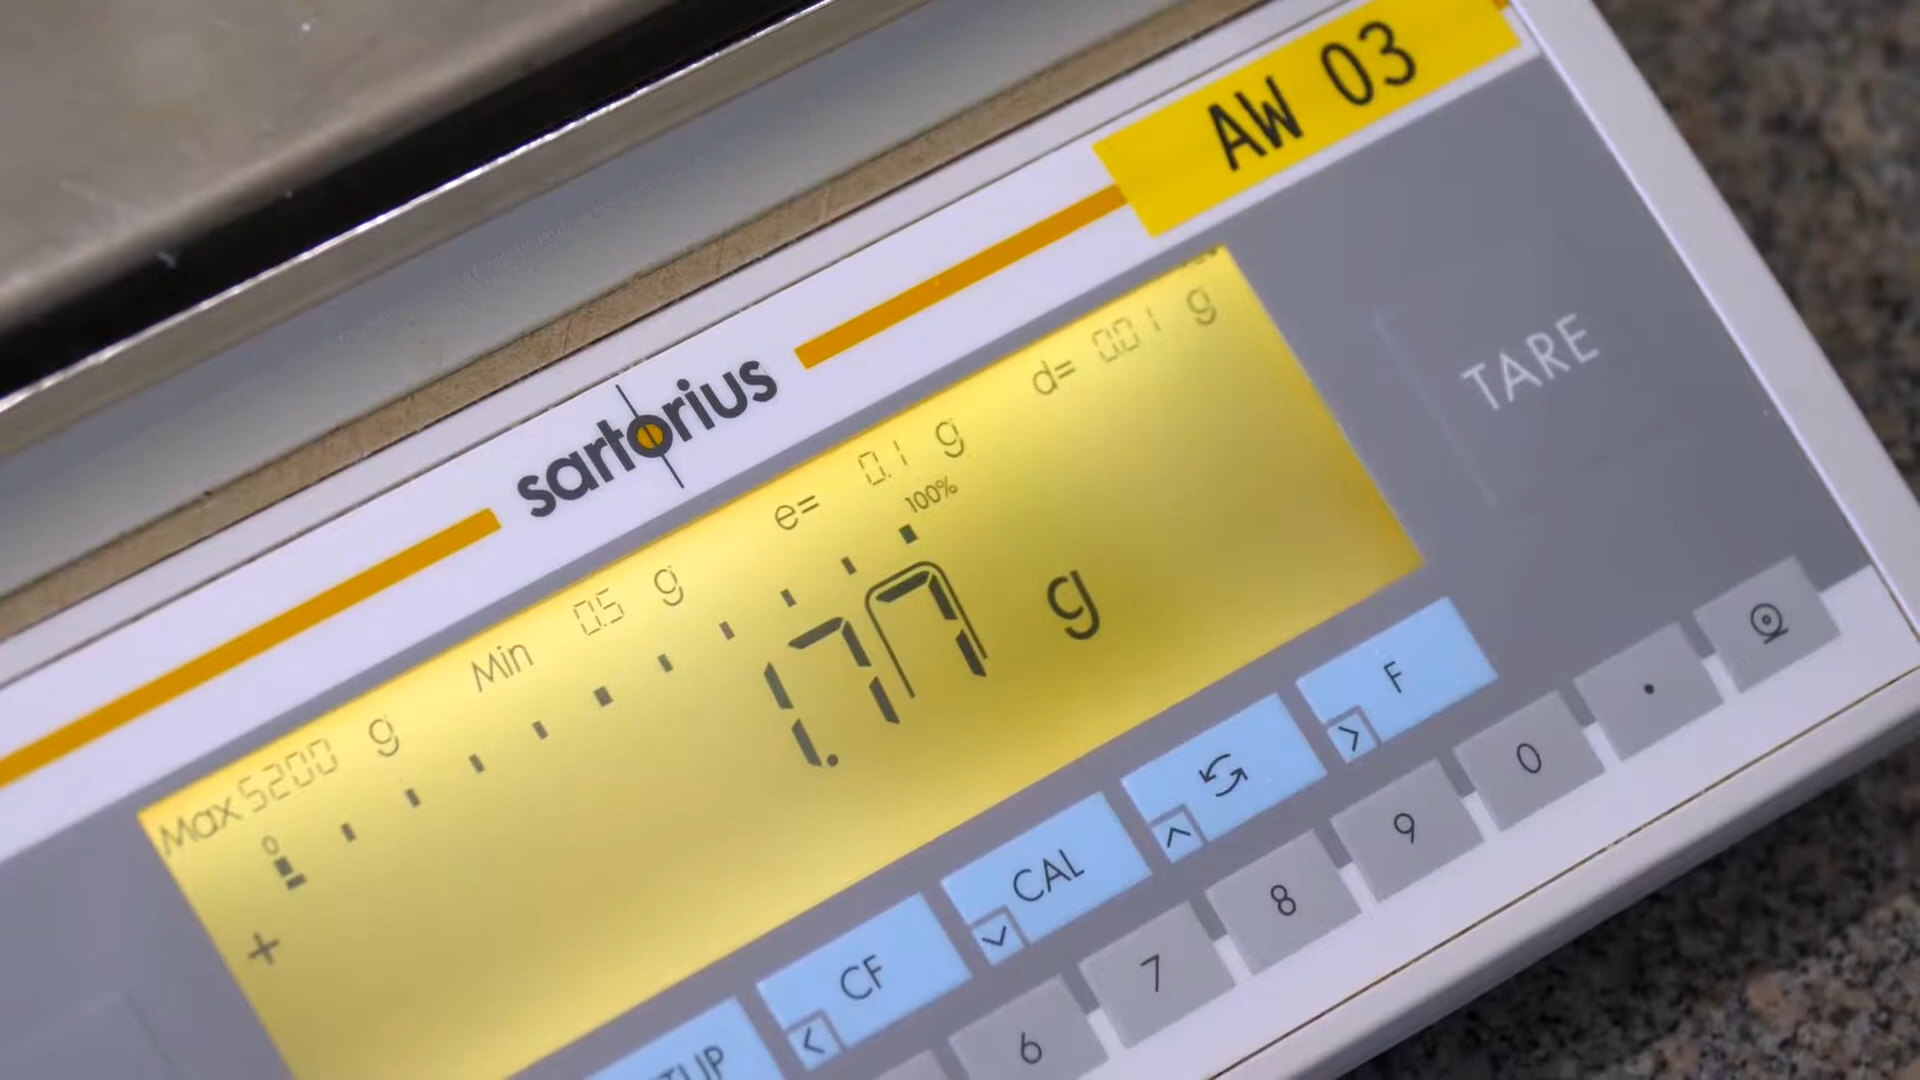 AW 03
sartorius
Max 5200 g Min 0.5 g e= 0.1 g d= 0.01 g
0 100%
+ 1.77 g
TARE
CF CAL F
6 7 8 9 0 .